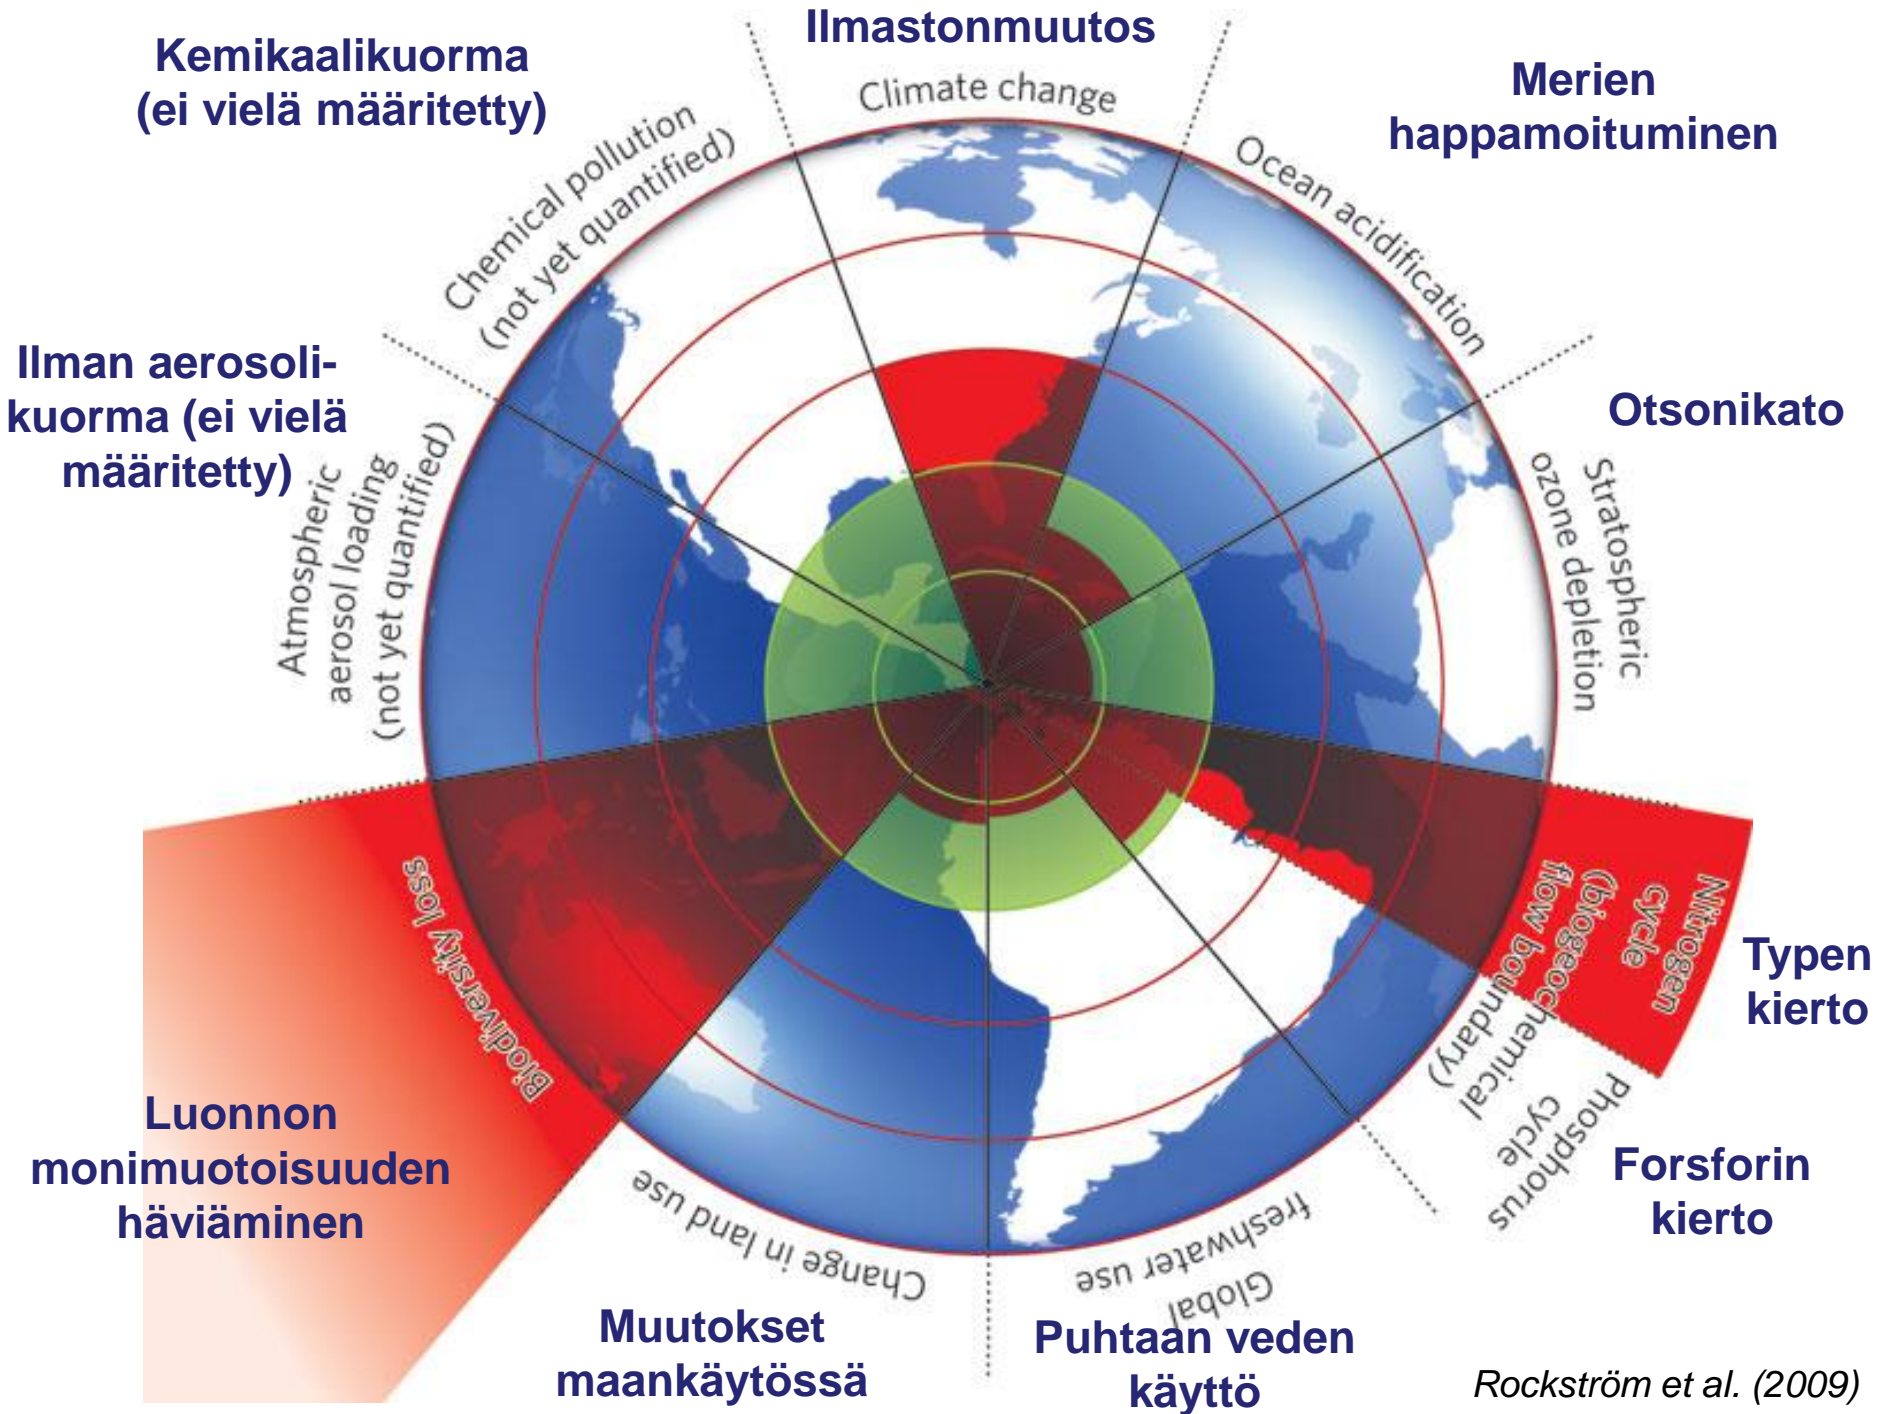 Ilmastonmuutos
Climate change
Kemikaalikuorma
(ei vielä määritetty)
Chemical pollution
(not yet quantified)
Merien
happamoituminen
Ocean acidification
Ilman aerosoli-
kuorma (ei vielä
määritetty)
Atmospheric
aerosol loading
(not yet quantified)
Otsonikato
Stratospheric
ozone depletion
Typen
kierto
Nitrogen
cycle
(biogeochemical
flow boundary)
Phosphorus
cycle
Forsforin
kierto
Luonnon
monimuotoisuuden
häviäminen
Biodiversity loss
Change in land use
Muutokset
maankäytössä
Global
freshwater use
Puhtaan veden
käyttö
Rockström et al. (2009)